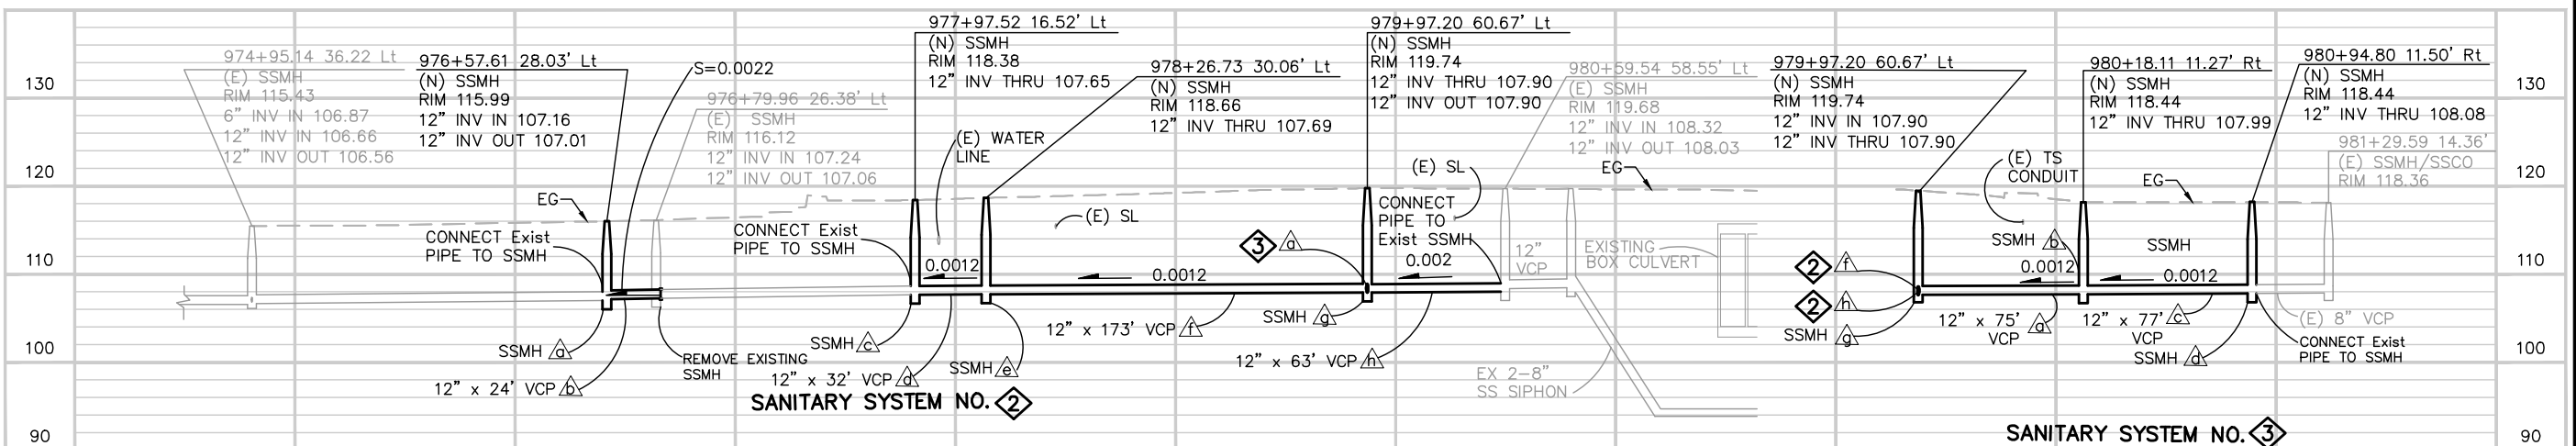 974+95.14 36.22 Lt
(E) SSMH
RIM 115.43
6" INV IN 106.87
12" INV IN 106.66
12" INV OUT 106.56
976+57.61 28.03' Lt
(N) SSMH
RIM 115.99
12" INV IN 107.16
12" INV OUT 107.01
S=0.0022
976+79.96 26.38' Lt
(E) SSMH
RIM 116.12
12" INV IN 107.24
12" INV OUT 107.06
977+97.52 16.52' Lt
(N) SSMH
RIM 118.38
12" INV THRU 107.65
(E) WATER
LINE
978+26.73 30.06' Lt
(N) SSMH
RIM 118.66
12" INV THRU 107.69
979+97.20 60.67' Lt
(N) SSMH
RIM 119.74
12" INV THRU 107.90
12" INV OUT 107.90
980+59.54 58.55' Lt
(E) SSMH
RIM 119.68
12" INV IN 108.32
12" INV OUT 108.03
979+97.20 60.67' Lt
(N) SSMH
RIM 119.74
12" INV IN 107.90
12" INV THRU 107.90
980+18.11 11.27' Rt
(N) SSMH
RIM 118.44
12" INV THRU 107.99
980+94.80 11.50' Rt
(N) SSMH
RIM 118.44
12" INV THRU 108.08
981+29.59 14.36'
(E) SSMH/SSCO
RIM 118.36
130
120
110
100
90
130
120
110
100
90
EG
CONNECT Exist
PIPE TO SSMH
SSMH a
12" x 24' VCP b
REMOVE EXISTING
SSMH
CONNECT Exist
PIPE TO SSMH
0.0012
SSMH c
12" x 32' VCP d
SSMH e
(E) SL
0.0012
12" x 173' VCP f
3 a
SSMH g
(E) SL
CONNECT
PIPE TO
Exist SSMH
0.002
12" x 63' VCP h
12"
VCP
EG
EXISTING
BOX CULVERT
EX 2-8"
SS SIPHON
SANITARY SYSTEM NO. 2
2 f
2 h
SSMH g
(E) TS
CONDUIT
SSMH b
0.0012
12" x 75' a
VCP
EG
SSMH
0.0012
12" x 77' c
VCP
SSMH d
(E) 8" VCP
CONNECT Exist
PIPE TO SSMH
SANITARY SYSTEM NO. 3